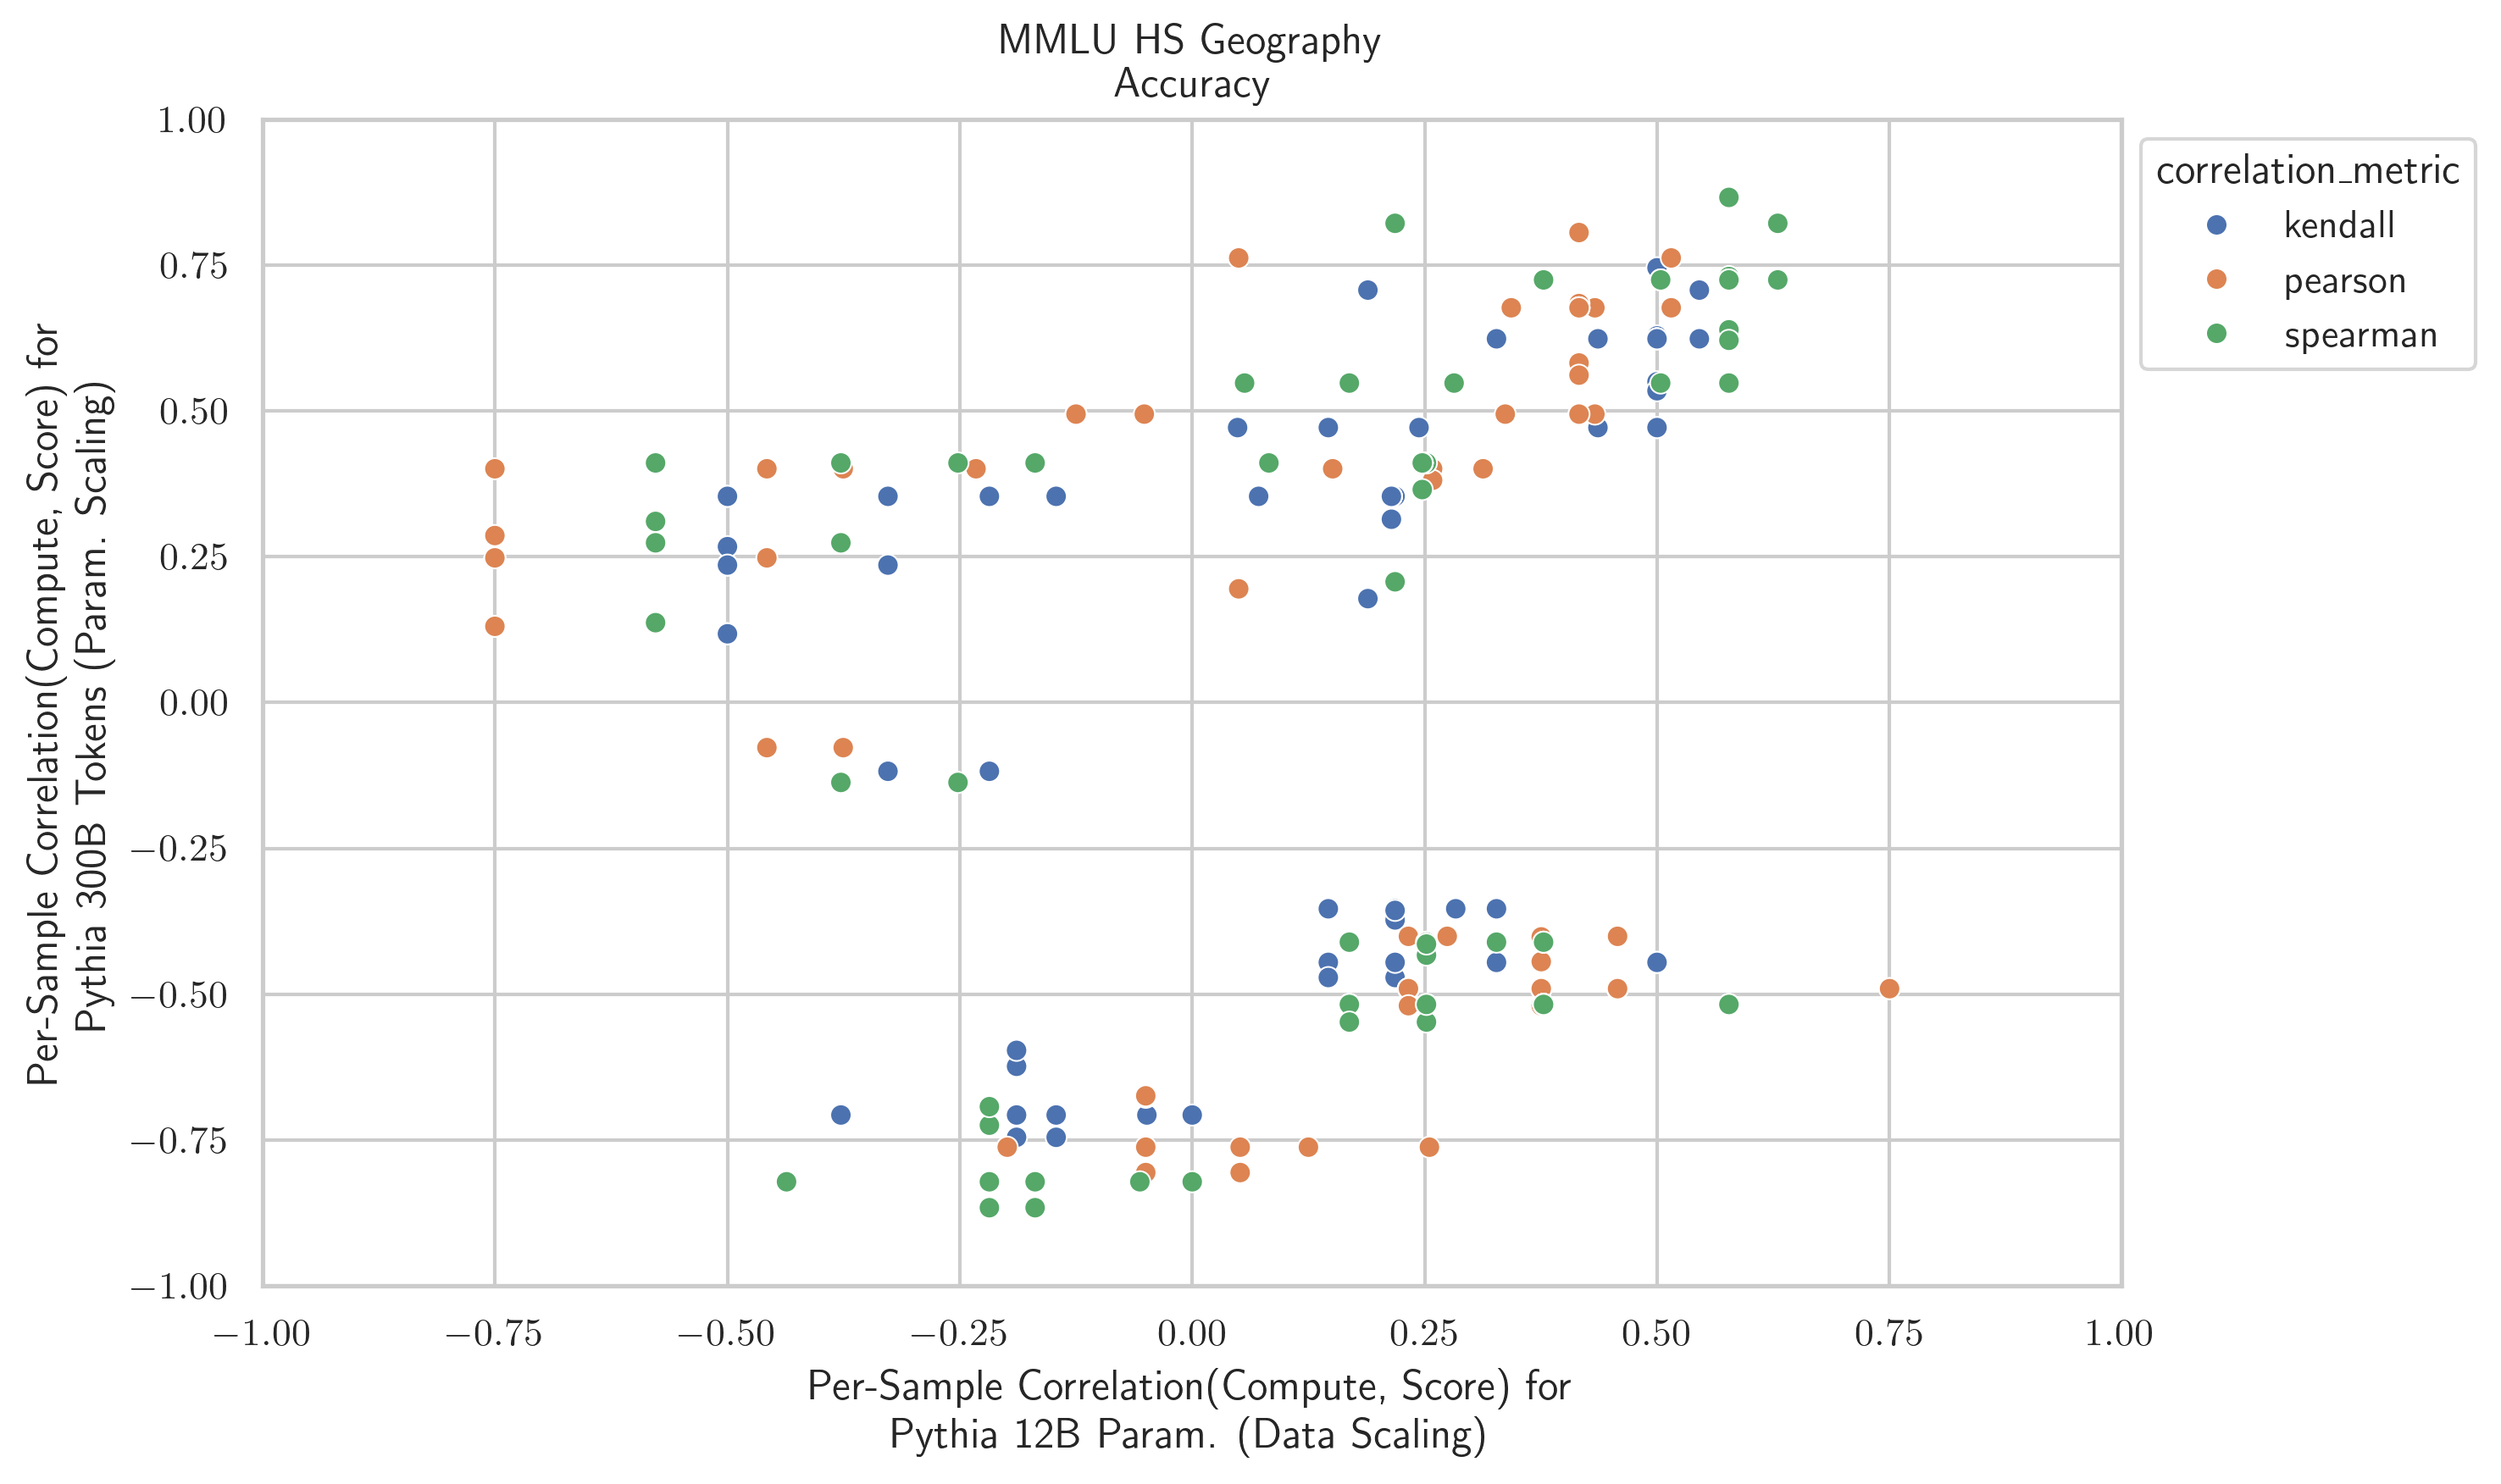 MMLU HS Geography
Accuracy
Per-Sample Correlation(Compute, Score) for
Pythia 300B Tokens (Param. Scaling)
1.00
0.75
0.50
0.25
0.00
−0.25
−0.50
−0.75
−1.00
−1.00 −0.75 −0.50 −0.25 0.00 0.25 0.50 0.75 1.00
Per-Sample Correlation(Compute, Score) for
Pythia 12B Param. (Data Scaling)
correlation_metric
kendall
pearson
spearman